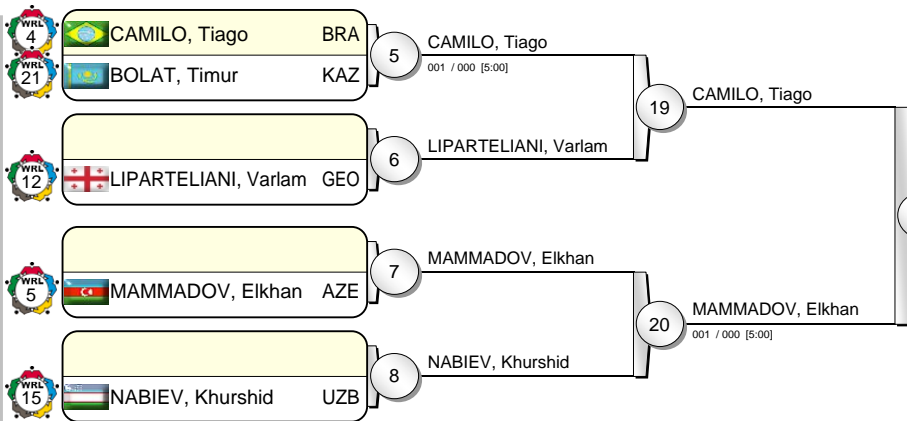 WRL
4
CAMILO, Tiago BRA
WRL
21
BOLAT, Timur KAZ
5
CAMILO, Tiago
001 / 000 [5:00]
19
CAMILO, Tiago
WRL
12
LIPARTELIANI, Varlam GEO
6
LIPARTELIANI, Varlam
WRL
5
MAMMADOV, Elkhan AZE
7
MAMMADOV, Elkhan
20
MAMMADOV, Elkhan
001 / 000 [5:00]
WRL
15
NABIEV, Khurshid UZB
8
NABIEV, Khurshid